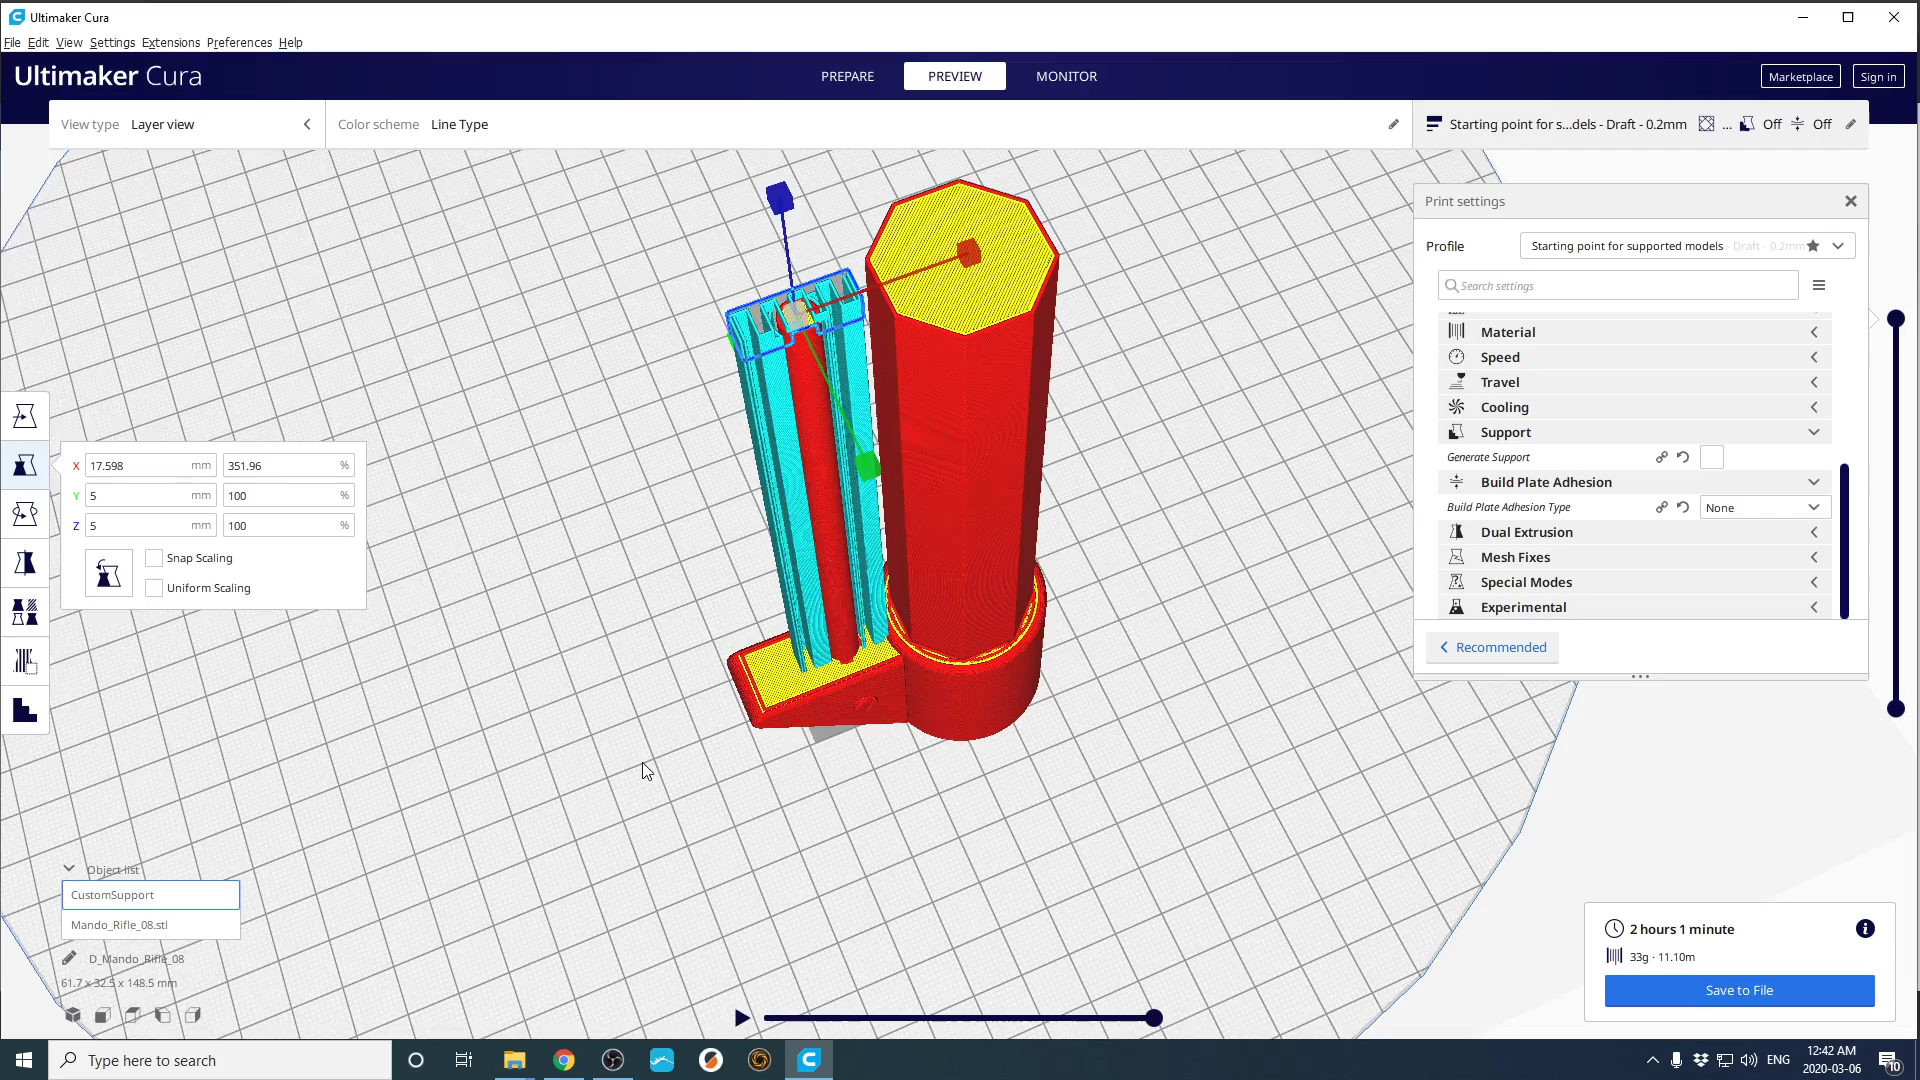 Ultimaker Cura
File Edit View Settings Extensions Preferences Help
Ultimaker Cura
PREPARE
PREVIEW
MONITOR
Marketplace
Sign in
View type Layer view
Color scheme Line Type
Starting point for s...dels - Draft - 0.2mm ... Off Off
Print settings
Profile
Starting point for supported models - Draft - 0.2mm
Search settings
Material
Speed
Travel
Cooling
Support
Generate Support
Build Plate Adhesion
Build Plate Adhesion Type
None
Dual Extrusion
Mesh Fixes
Special Modes
Experimental
Recommended
X 17.598 mm 351.96 %
Y 5 mm 100 %
Z 5 mm 100 %
Snap Scaling
Uniform Scaling
Object list
CustomSupport
Mando_Rifle_08.stl
D_Mando_Rifle_08
61.7 x 32.5 x 148.5 mm
2 hours 1 minute
33g · 11.10m
Save to File
Type here to search
ENG
12:42 AM
2020-03-06
10